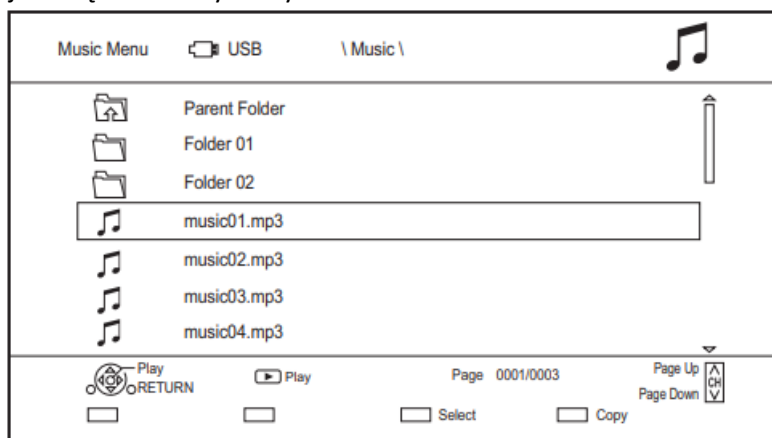 Music Menu USB \ Music \
Parent Folder
Folder 01
Folder 02
music01.mp3
music02.mp3
music03.mp3
music04.mp3
Play
RETURN
Play
Page 0001/0003
Page Up
CH
Page Down
Select
Copy